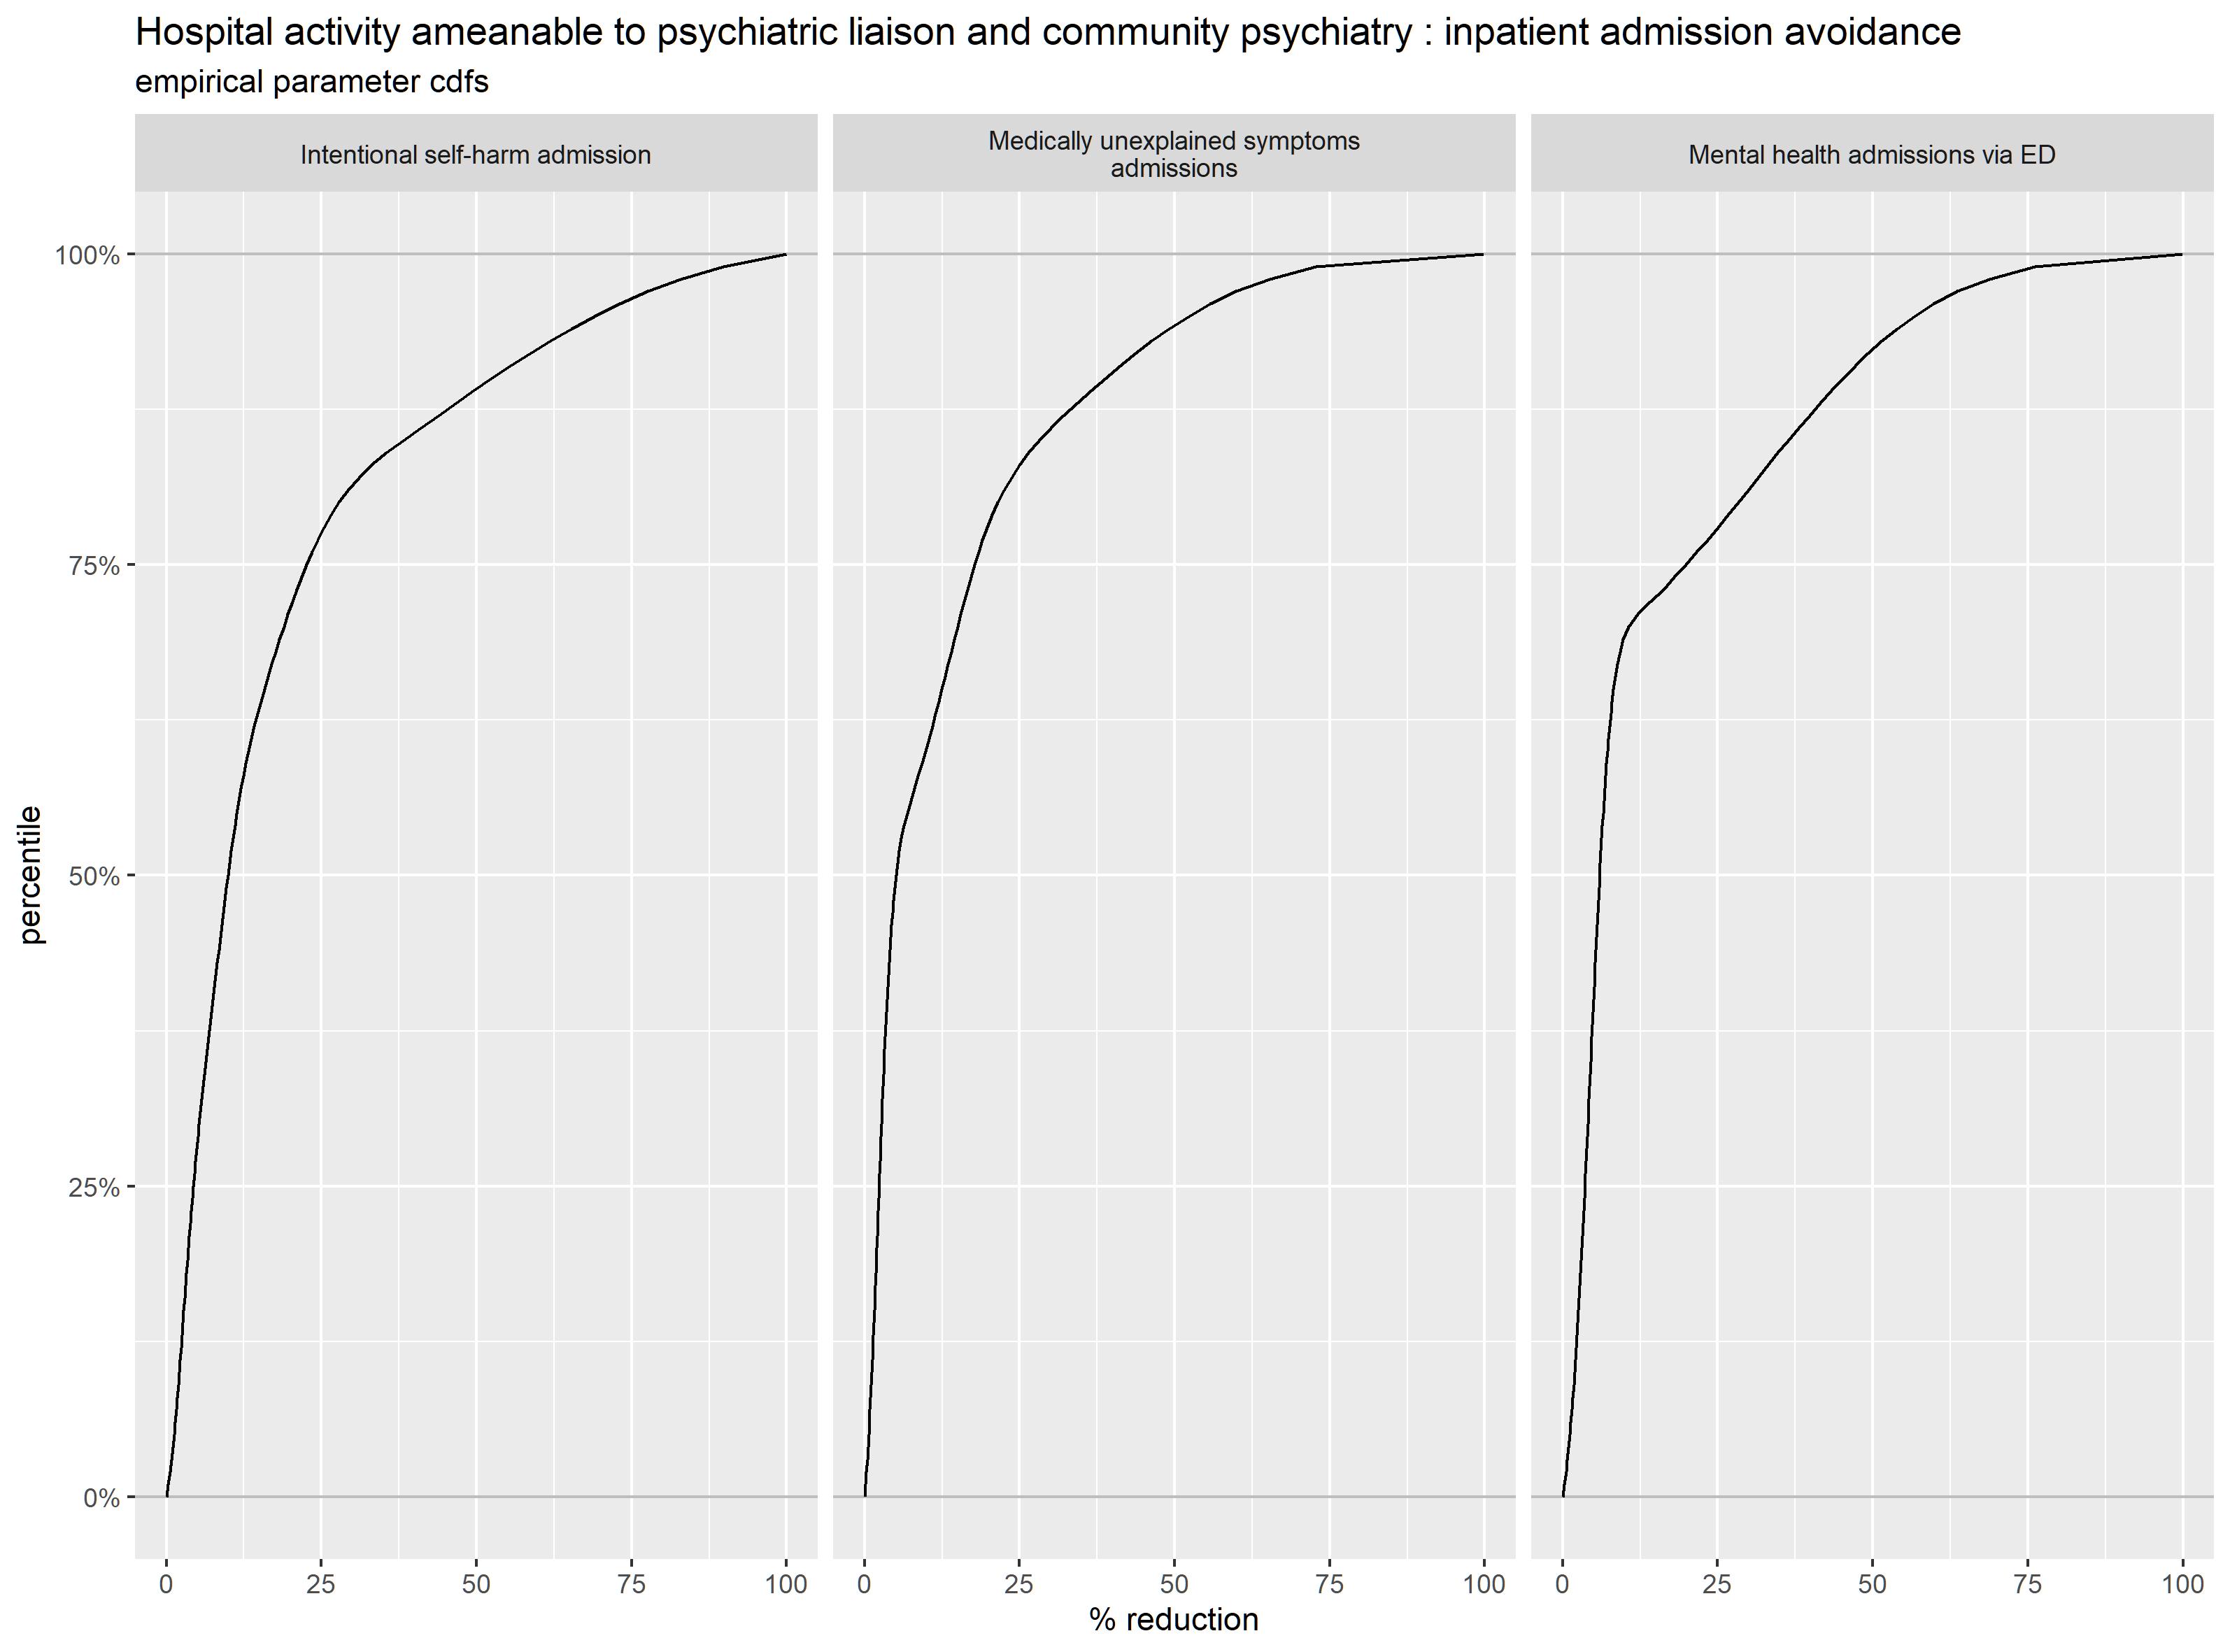 Hospital activity ameanable to psychiatric liaison and community psychiatry : inpatient admission avoidance
empirical parameter cdfs
Intentional self-harm admission
Medically unexplained symptoms
admissions
Mental health admissions via ED
100%
75%
50%
25%
0%
percentile
0 25 50 75 100
0 25 50 75 100
0 25 50 75 100
% reduction